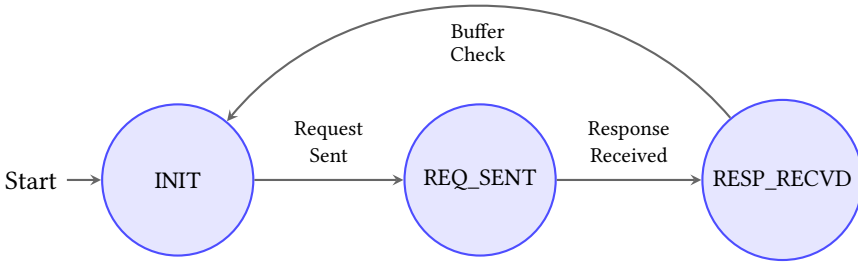 Buffer
Check
Request
Sent
Response
Received
Start
INIT
REQ_SENT
RESP_RECVD